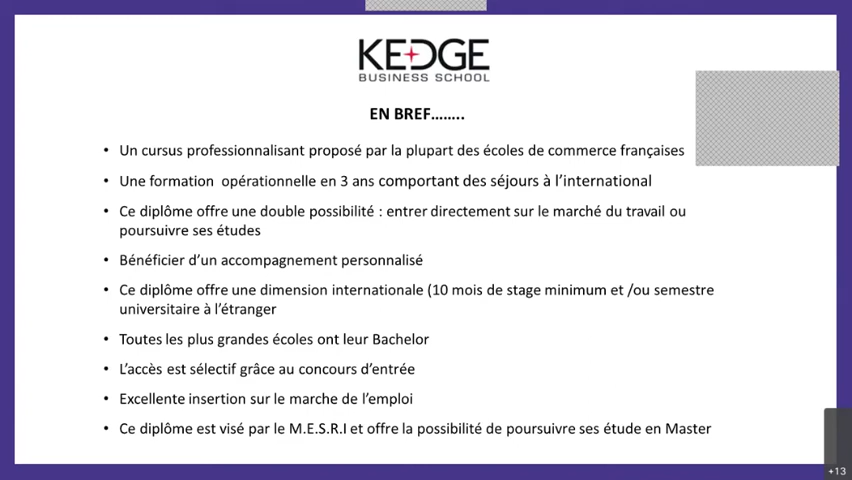 KEDGE
BUSINESS SCHOOL
EN BREF……..
• Un cursus professionnalisant proposé par la plupart des écoles de commerce françaises
• Une formation  opérationnelle en 3 ans comportant des séjours à l'international
• Ce diplôme offre une double possibilité : entrer directement sur le marché du travail ou
poursuivre ses études
• Bénéficier d'un accompagnement personnalisé
• Ce diplôme offre une dimension internationale (10 mois de stage minimum et /ou semestre
universitaire à l'étranger
• Toutes les plus grandes écoles ont leur Bachelor
• L'accès est sélectif grâce au concours d'entrée
• Excellente insertion sur le marche de l'emploi
• Ce diplôme est visé par le M.E.S.R.I et offre la possibilité de poursuivre ses étude en Master
+13